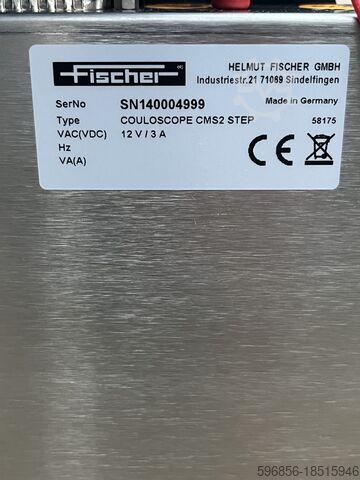 Fischer
HELMUT FISCHER GMBH
Industriestr.21 71069 Sindelfingen
SerNo SN140004999 Made in Germany
Type COULOSCOPE CMS2 STEP 58175
VAC(VDC) 12 V / 3 A
Hz
VA(A)
CE
596856-18515946